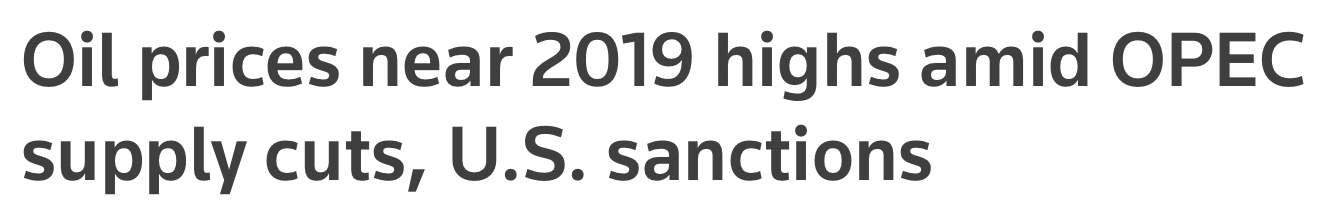 Oil prices near 2019 highs amid OPEC
supply cuts, U.S. sanctions